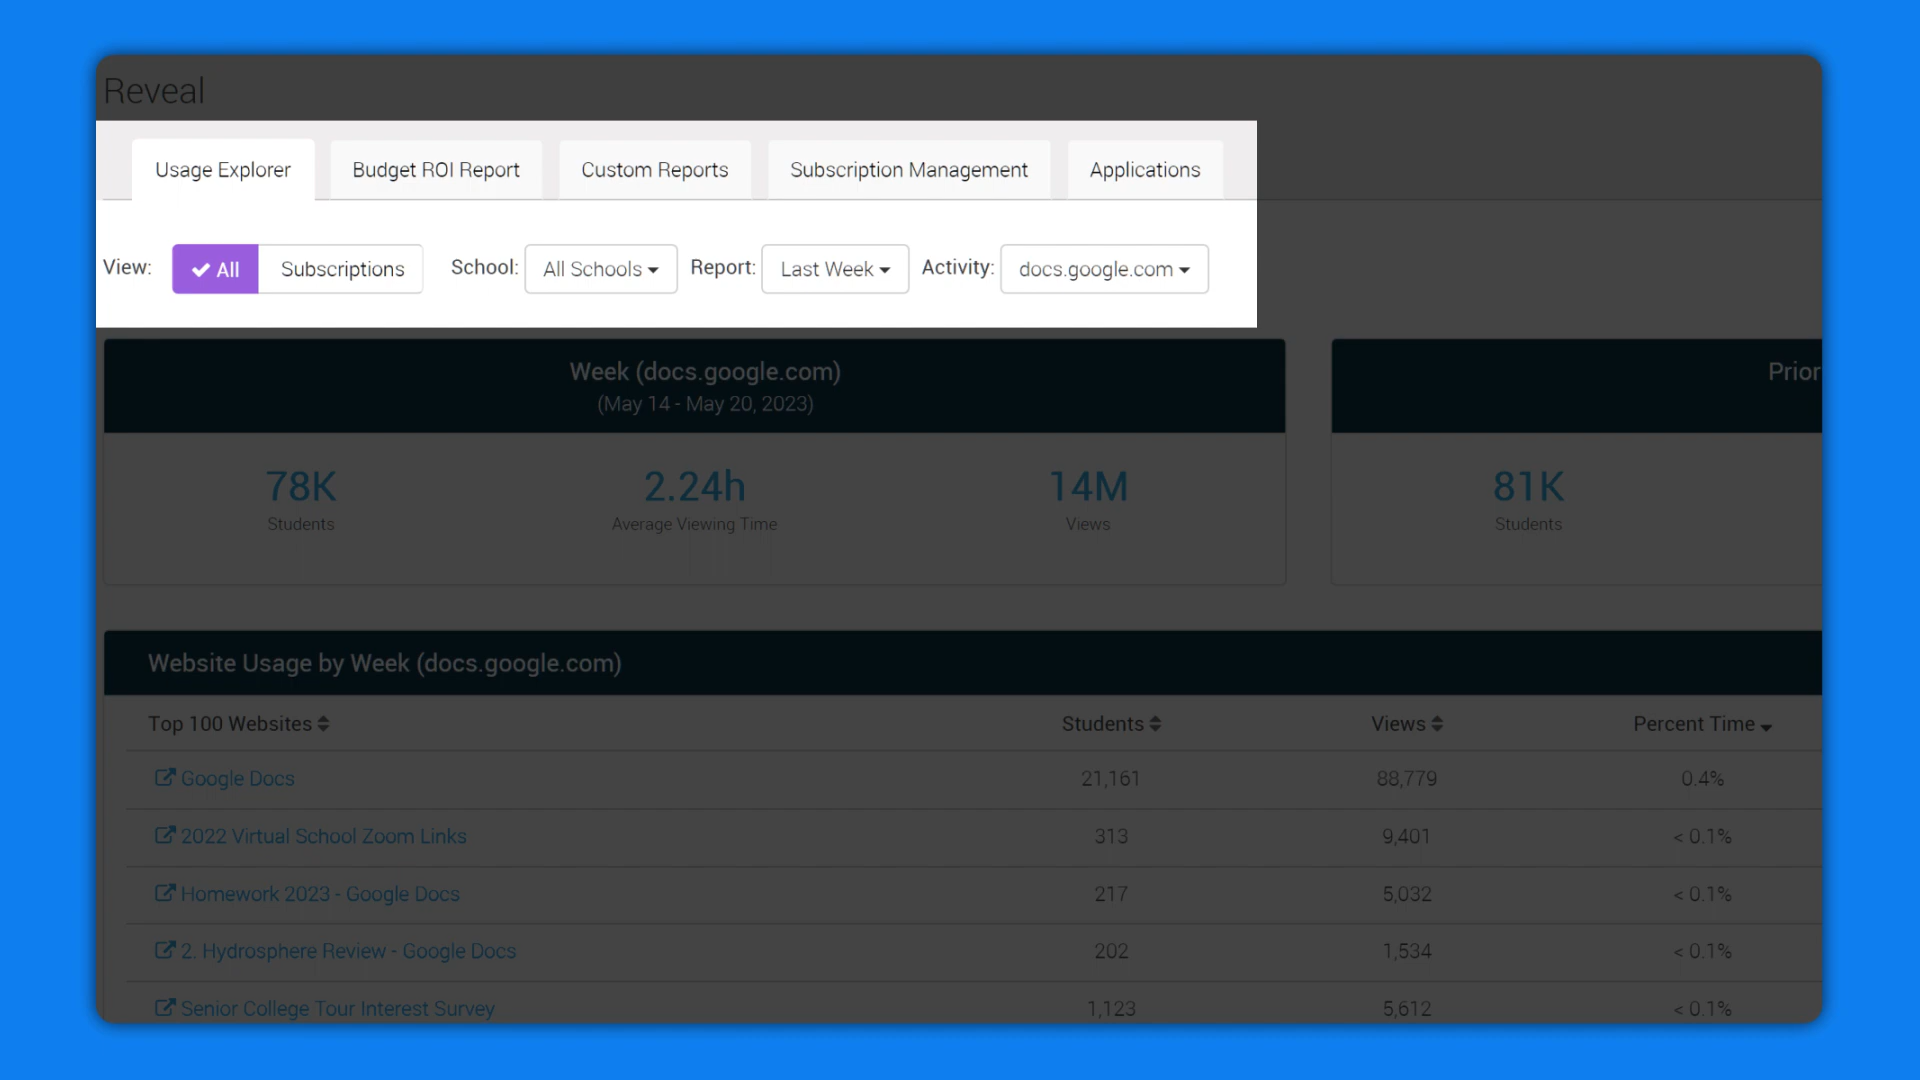 Reveal
Usage Explorer Budget ROI Report Custom Reports Subscription Management Applications
View: All Subscriptions School: All Schools Report: Last Week Activity: docs.google.com
Week (docs.google.com)
(May 14 - May 20, 2023)
Prior
78K 2.24h 14M 81K
Students Average Viewing Time Views Students
Website Usage by Week (docs.google.com)
Top 100 Websites Students Views Percent Time
Google Docs 21,161 88,779 0.4%
2022 Virtual School Zoom Links 313 9,401 < 0.1%
Homework 2023 - Google Docs 217 5,032 < 0.1%
2. Hydrosphere Review - Google Docs 202 1,534 < 0.1%
Senior College Tour Interest Survey 1,123 5,612 < 0.1%